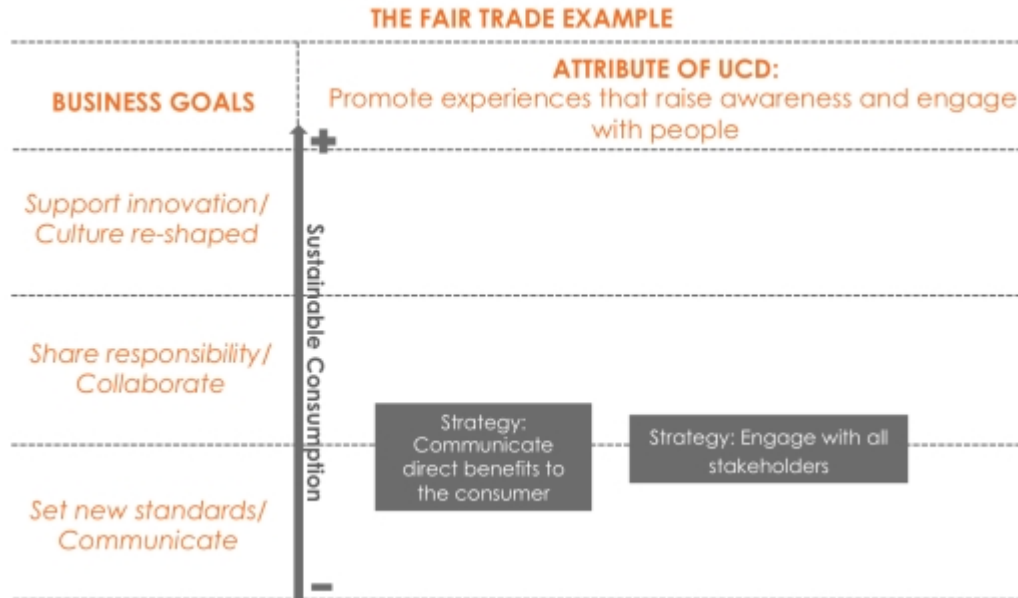 THE FAIR TRADE EXAMPLE
BUSINESS GOALS
ATTRIBUTE OF UCD:
Promote experiences that raise awareness and engage
with people
+
Support innovation/
Culture re-shaped
Sustainable Consumption
Share responsibility/
Collaborate
Strategy:
Communicate
direct benefits to
the consumer
Strategy: Engage with all
stakeholders
Set new standards/
Communicate
-